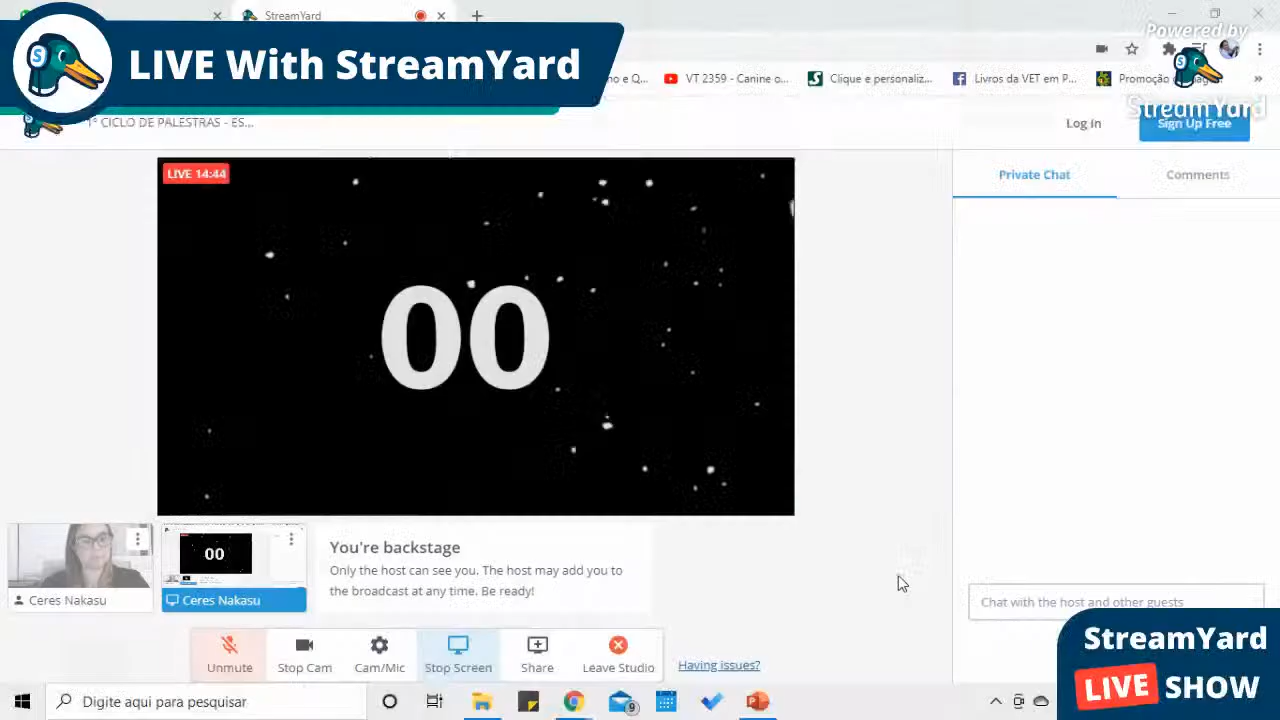 StreamYard
LIVE With StreamYard
Powered by
StreamYard
VT 2359 - Canine o...
Clique e personaliz...
Livros da VET em P...
1º CICLO DE PALESTRAS - ES...
Log in
Sign Up Free
LIVE 14:44
Private Chat
Comments
00
00
You're backstage
Only the host can see you. The host may add you to
the broadcast at any time. Be ready!
Ceres Nakasu
Ceres Nakasu
Chat with the host and other guests
Unmute
Stop Cam
Cam/Mic
Stop Screen
Share
Leave Studio
Having issues?
StreamYard
LIVE SHOW
Digite aqui para pesquisar
9